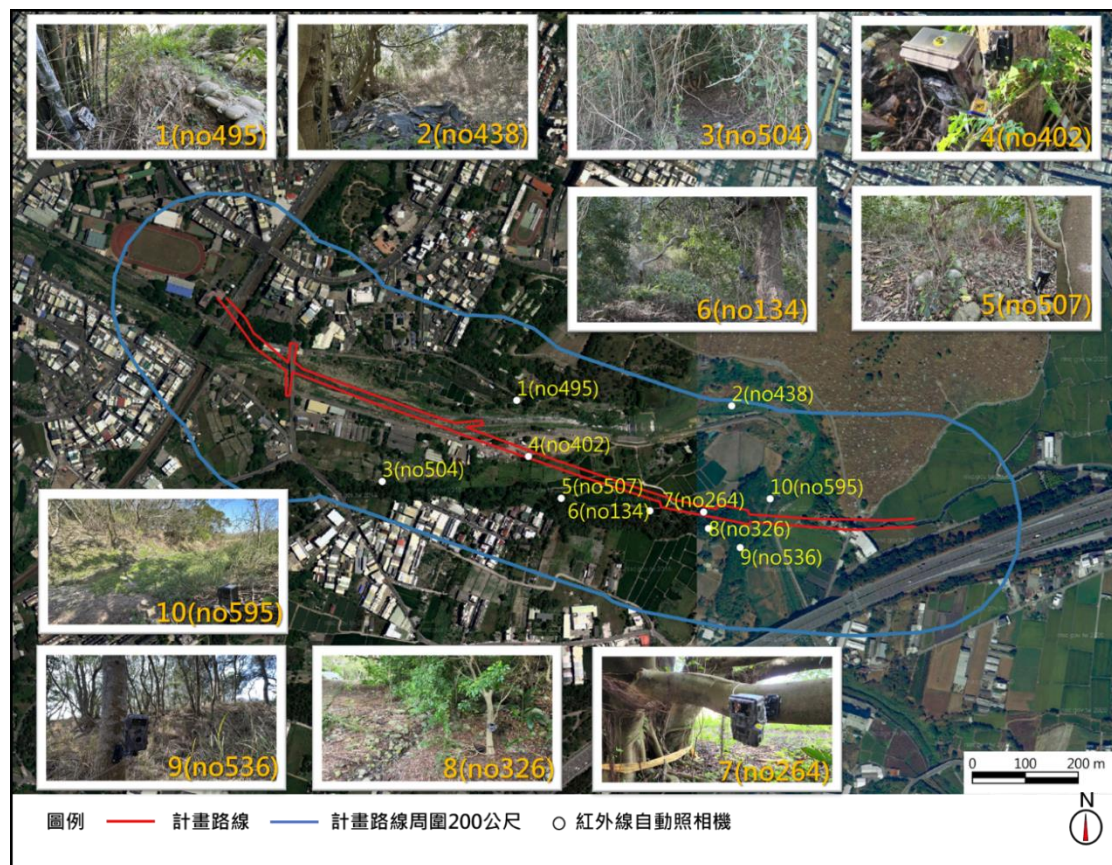 1(no495)
2(no438)
3(no504)
4(no402)
6(no134)
5(no507)
1(no495)
2(no438)
4(no402)
3(no504)
5(no507)
10(no595)
6(no134)
7(no264)
8(no326)
9(no536)
10(no595)
9(no536)
8(no326)
7(no264)
0 100 200 m
圖例 計畫路線 計畫路線周圍200公尺 紅外線自動照相機
N